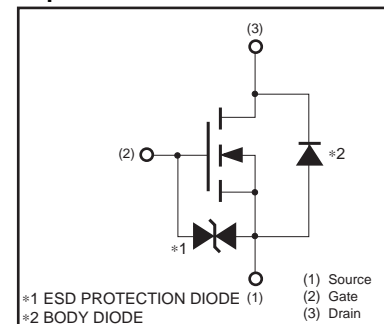 (3)
(2)
∗2
∗1
(1)
∗1 ESD PROTECTION DIODE
∗2 BODY DIODE
(1) Source
(2) Gate
(3) Drain